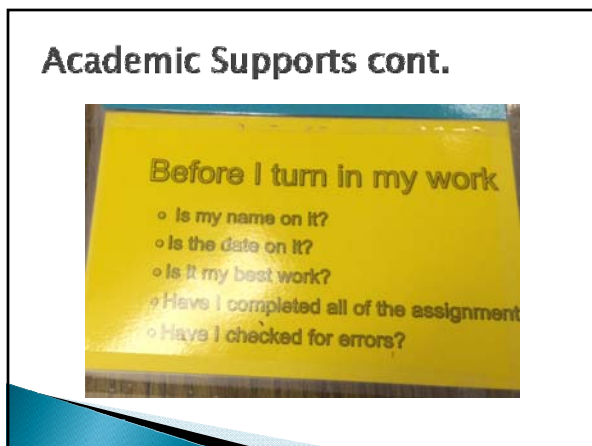 Academic Supports cont.
Before I turn in my work
Is my name on it?
Is the date on it?
Is it my best work?
Have I completed all of the assignment
Have I checked for errors?